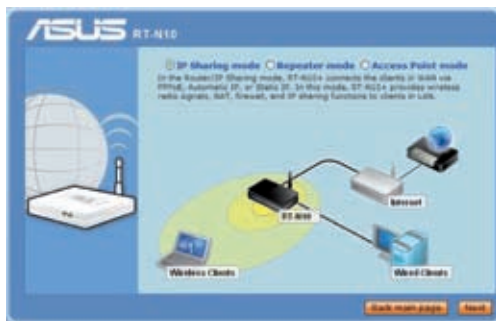 ASUS RT-N10
IP Sharing mode Repeater mode Access Point mode
In the Router/IP Sharing mode, RT-N13+ connects the clients in WAN via
PPPoE, Automatic IP, or Static IP. In this mode, RT-N13+ provides wireless
radio signals, NAT, firewall, and IP sharing functions to clients in LAN.
Internet
RT-N10
Wireless Clients
Wired Clients
Back main page Next